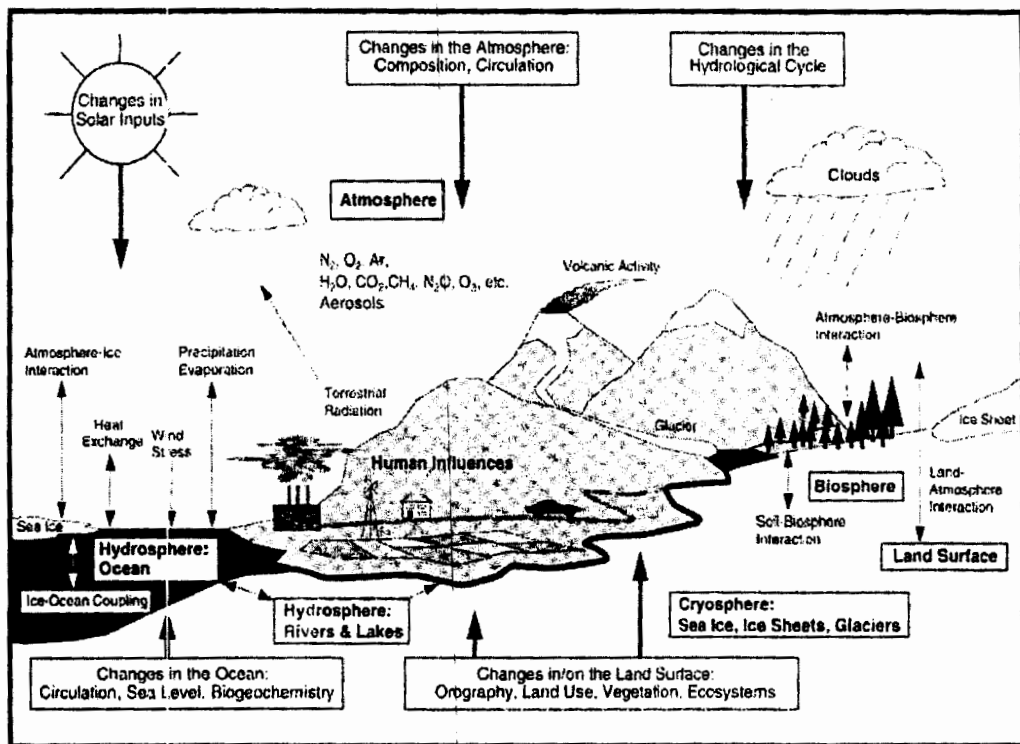 Changes in the Atmosphere:
Composition, Circulation
Changes in the
Hydrological Cycle
Changes in
Solar Inputs
Clouds
Atmosphere
N₂, O₂, Ar,
H₂O, CO₂, CH₄, N₂O, O₃, etc.
Aerosols
Volcanic Activity
Atmosphere-Biosphere
Interaction
Atmosphere-Ice
Interaction
Precipitation
Evaporation
Terrestrial
Radiation
Heat
Exchange
Wind
Stress
Glacier
Ice Sheet
Human Influences
Biosphere
Land-
Atmosphere
Interaction
Soil-Biosphere
Interaction
Sea Ice
Hydrosphere:
Ocean
Land Surface
Ice-Ocean Coupling
Hydrosphere:
Rivers & Lakes
Cryosphere:
Sea Ice, Ice Sheets, Glaciers
Changes in the Ocean:
Circulation, Sea Level, Biogeochemistry
Changes in/on the Land Surface:
Orography, Land Use, Vegetation, Ecosystems